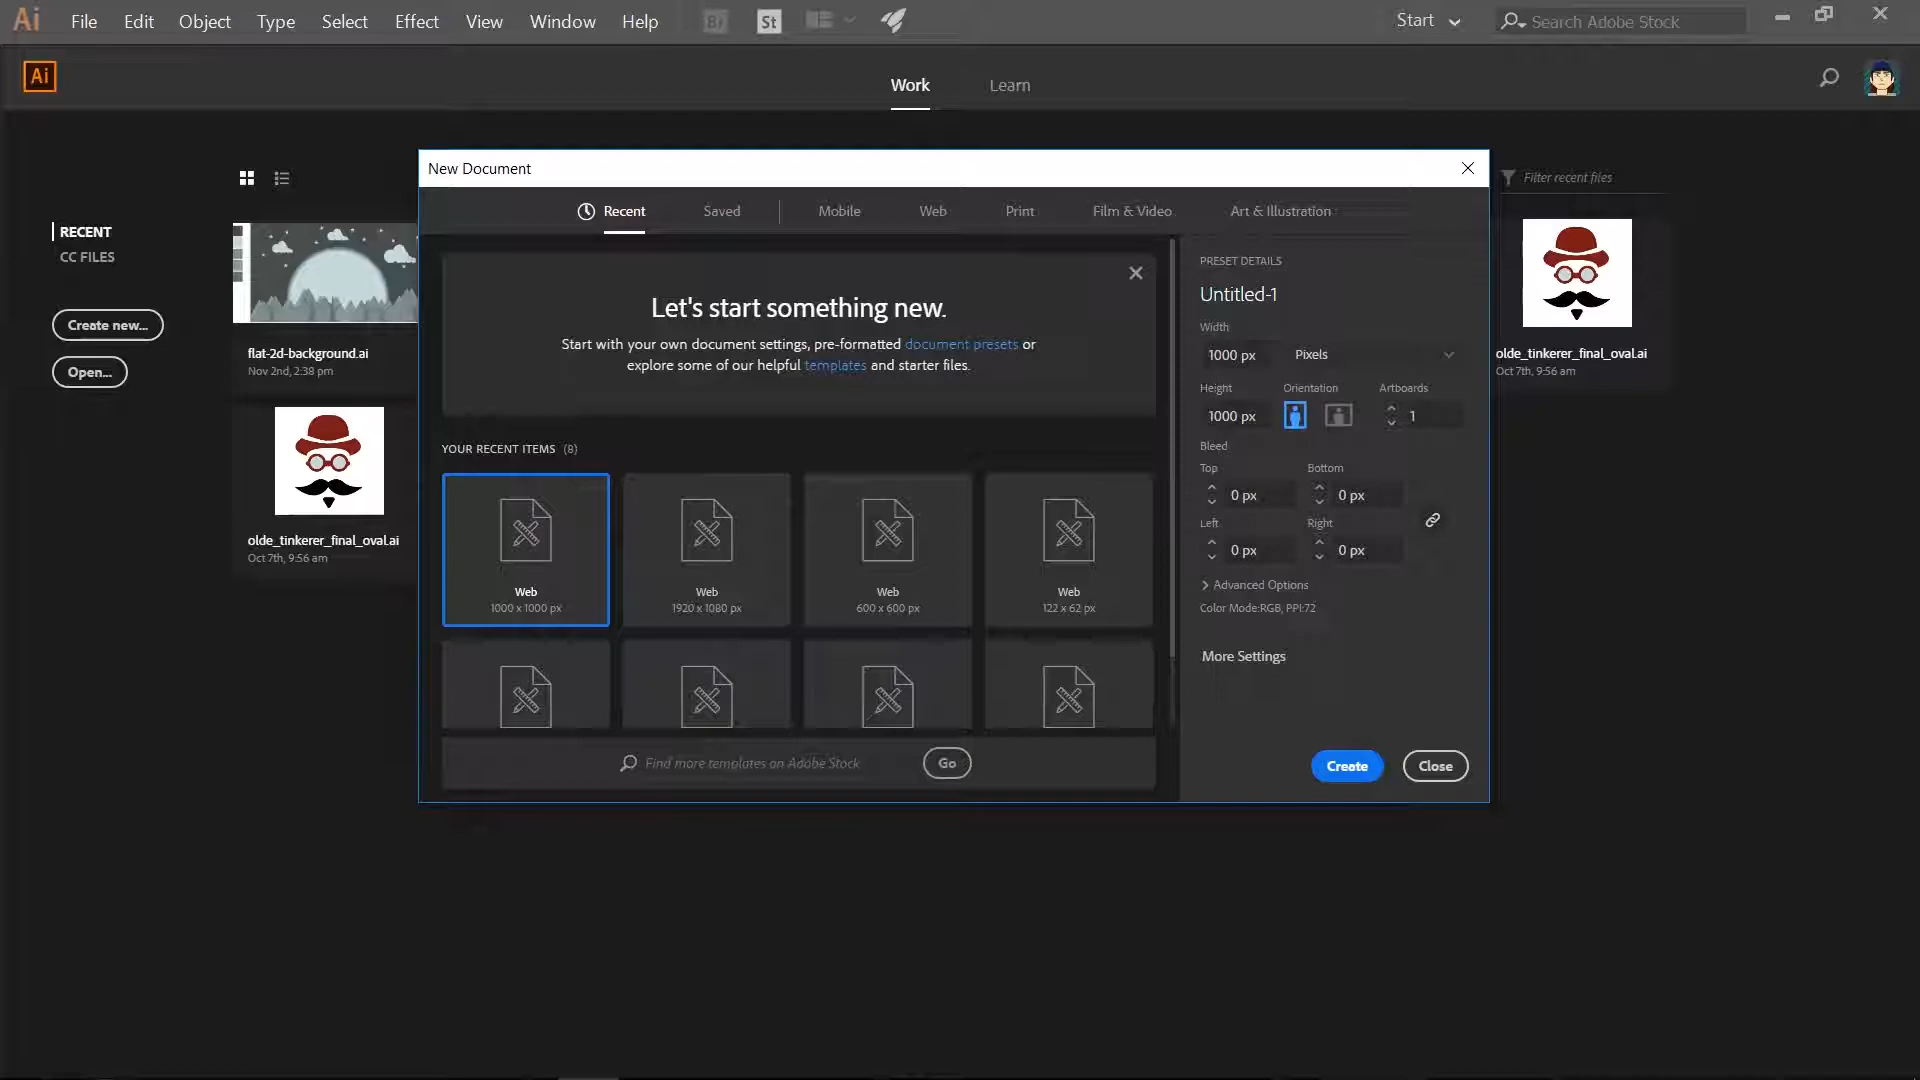 Ai File Edit Object Type Select Effect View Window Help Br St Start Search Adobe Stock
Ai Work Learn
New Document
Filter recent files
Recent Saved Mobile Web Print Film & Video Art & Illustration
RECENT
CC FILES
Create new...
Open...
flat-2d-background.ai
Nov 2nd, 2:38 pm
olde_tinkerer_final_oval.ai
Oct 7th, 9:56 am
Let's start something new.
Start with your own document settings, pre-formatted document presets or
explore some of our helpful templates and starter files.
YOUR RECENT ITEMS (8)
Web
1000 x 1000 px
Web
1920 x 1080 px
Web
600 x 600 px
Web
122 x 62 px
Find more templates on Adobe Stock Go
PRESET DETAILS
Untitled-1
Width
1000 px Pixels
Height Orientation Artboards
1000 px 1
Bleed
Top Bottom
0 px 0 px
Left Right
0 px 0 px
Advanced Options
Color Mode:RGB, PPI:72
More Settings
Create Close
olde_tinkerer_final_oval.ai
Oct 7th, 9:56 am